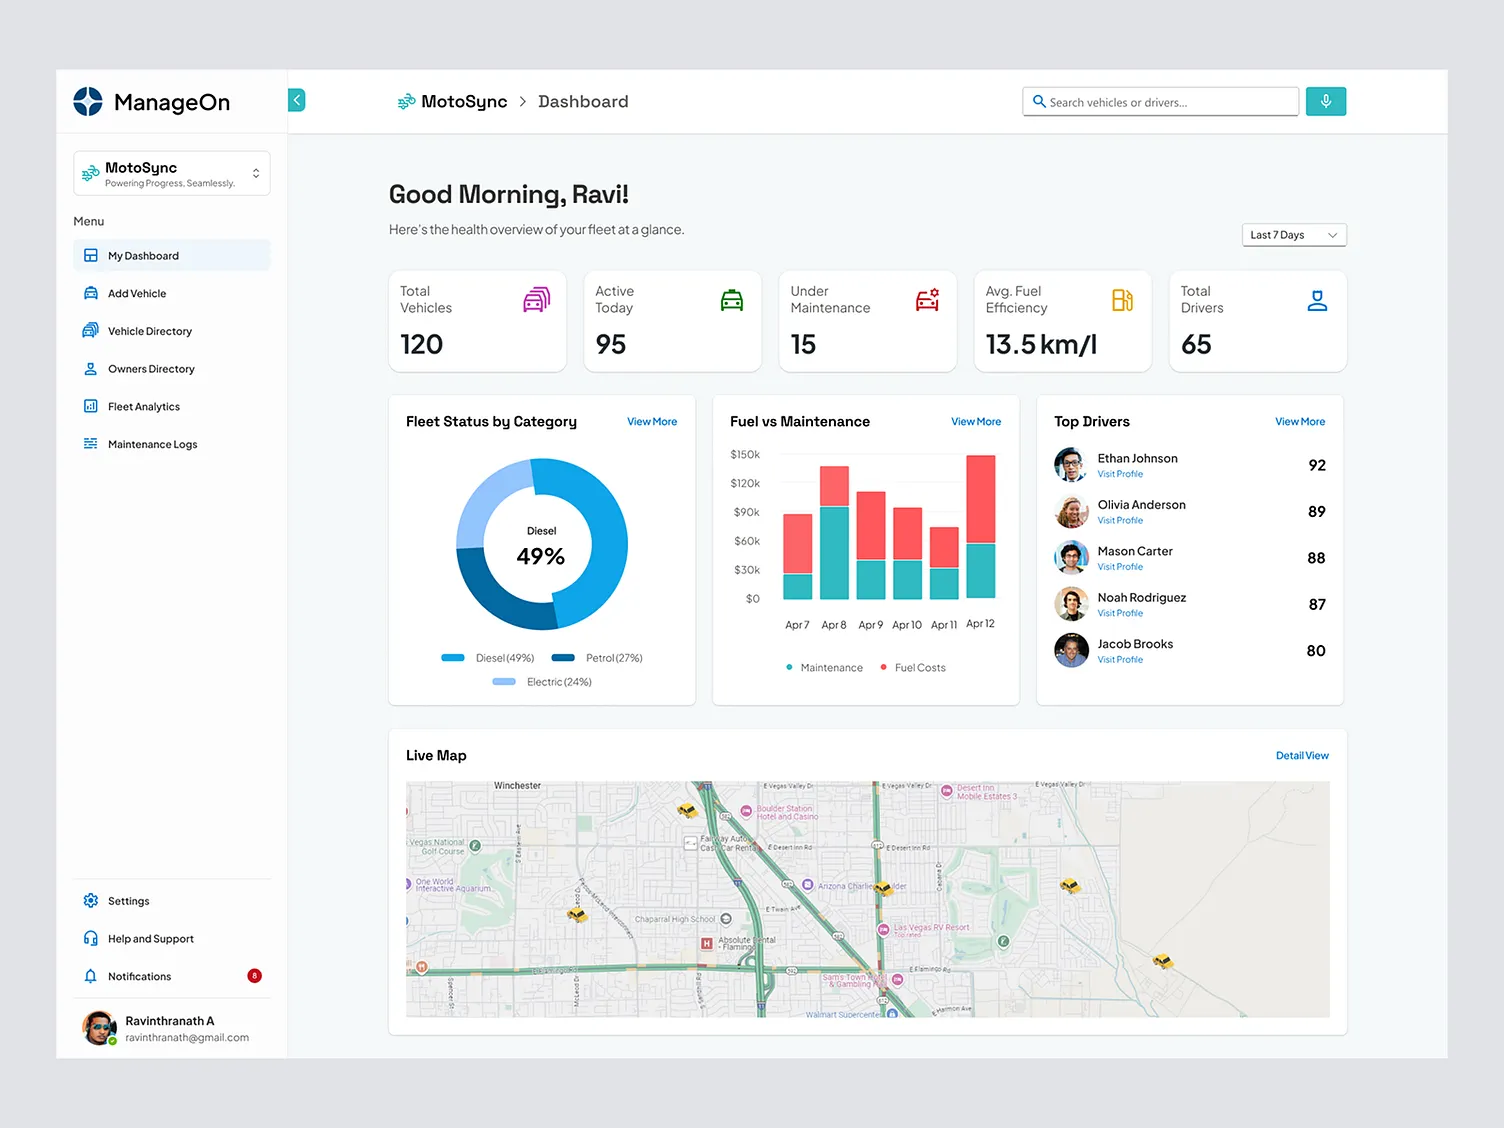 ManageOn
MotoSync > Dashboard
Search vehicles or drivers...
MotoSync
Powering Progress, Seamlessly.
Menu
My Dashboard
Add Vehicle
Vehicle Directory
Owners Directory
Fleet Analytics
Maintenance Logs
Settings
Help and Support
Notifications
8
Ravinthranath A
ravinthranath@gmail.com
Good Morning, Ravi!
Here's the health overview of your fleet at a glance.
Last 7 Days
Total
Vehicles
120
Active
Today
95
Under
Maintenance
15
Avg. Fuel
Efficiency
13.5 km/l
Total
Drivers
65
Fleet Status by Category
View More
Diesel
49%
Diesel (49%)
Petrol (27%)
Electric (24%)
Fuel vs Maintenance
View More
$150k
$120k
$90k
$60k
$30k
$0
Apr 7
Apr 8
Apr 9
Apr 10
Apr 11
Apr 12
Maintenance
Fuel Costs
Top Drivers
View More
Ethan Johnson
Visit Profile
92
Olivia Anderson
Visit Profile
89
Mason Carter
Visit Profile
88
Noah Rodriguez
Visit Profile
87
Jacob Brooks
Visit Profile
80
Live Map
Detail View
Winchester
E Vegas Valley Dr
E Vegas Valley Dr
E Vegas Valley Dr
Desert Inn
Mobile Estates 3
Boulder Station
Hotel and Casino
Vegas National
Golf Course
E Desert Inn Rd
E Desert Inn Rd
One World
Interactive Aquarium
Arizona Charlie
Chaparral High School
E Twain Ave
Las Vegas RV Resort
Top rated
Absolute Dental
- Flamingo
E Flamingo Rd
Sam's Town
& Gambling
Walmart Supercenter
E Harmon Ave